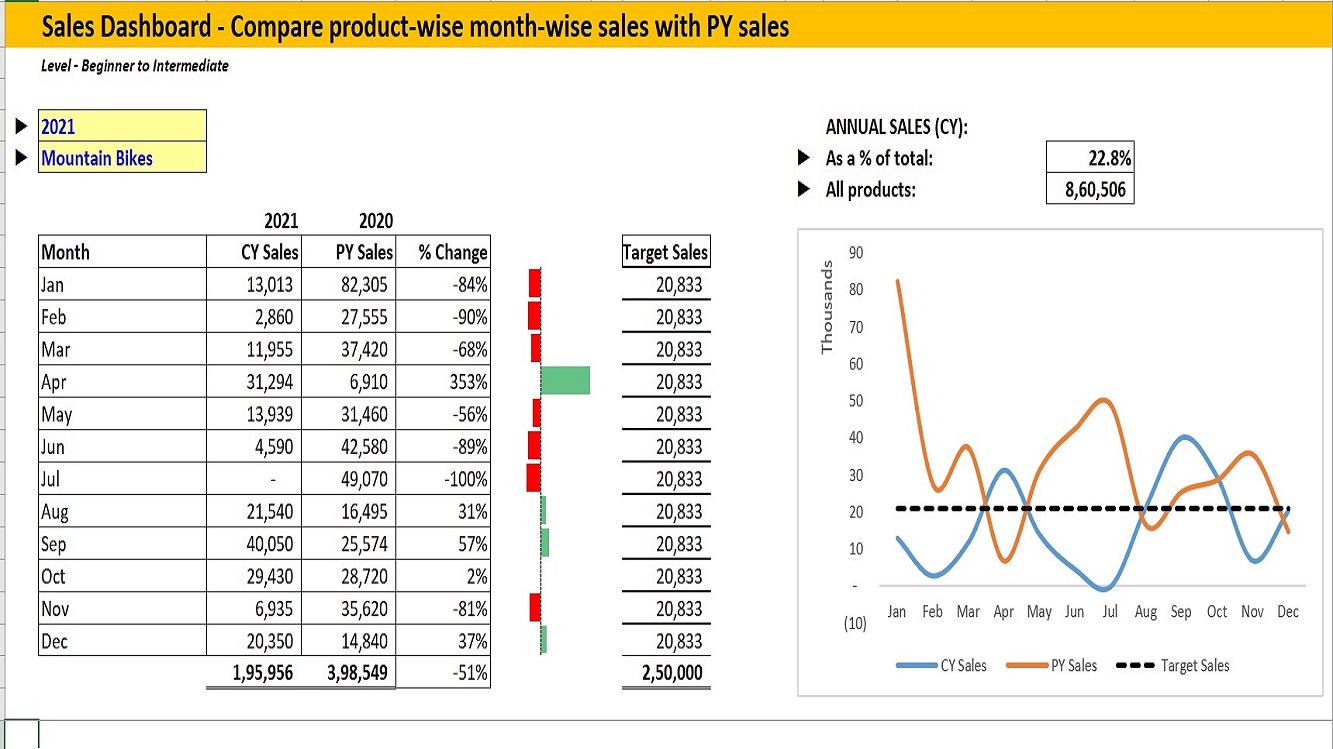 Sales Dashboard - Compare product-wise month-wise sales with PY sales
Level - Beginner to Intermediate
2021
Mountain Bikes
ANNUAL SALES (CY):
As a % of total: 22.8%
All products: 8,60,506
2021 2020
Month CY Sales PY Sales % Change Target Sales
Jan 13,013 82,305 -84% 20,833
Feb 2,860 27,555 -90% 20,833
Mar 11,955 37,420 -68% 20,833
Apr 31,294 6,910 353% 20,833
May 13,939 31,460 -56% 20,833
Jun 4,590 42,580 -89% 20,833
Jul - 49,070 -100% 20,833
Aug 21,540 16,495 31% 20,833
Sep 40,050 25,574 57% 20,833
Oct 29,430 28,720 2% 20,833
Nov 6,935 35,620 -81% 20,833
Dec 20,350 14,840 37% 20,833
1,95,956 3,98,549 -51% 2,50,000
Thousands
90
80
70
60
50
40
30
20
10
-
(10)
Jan Feb Mar Apr May Jun Jul Aug Sep Oct Nov Dec
CY Sales PY Sales Target Sales